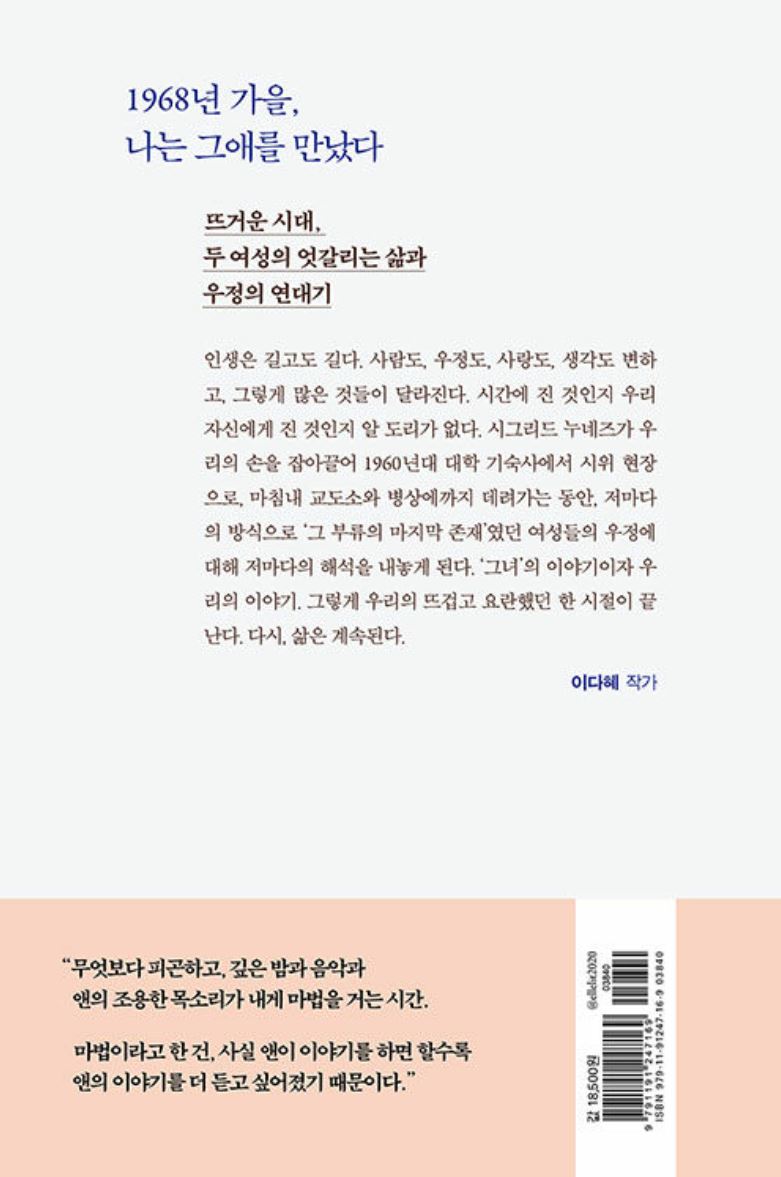 1968년 가을,
나는 그애를 만났다
뜨거운 시대,
두 여성의 엇갈리는 삶과
우정의 연대기
인생은 길고도 길다. 사람도, 우정도, 사랑도, 생각도 변하
고, 그렇게 많은 것들이 달라진다. 시간에 진 것인지 우리
자신에게 진 것인지 알 도리가 없다. 시그리드 누네즈가 우
리의 손을 잡아끌어 1960년대 대학 기숙사에서 시위 현장
으로, 마침내 교도소와 병상에까지 데려가는 동안, 저마다
의 방식으로 ‘그 부류의 마지막 존재’였던 여성들의 우정에
대해 저마다의 해석을 내놓게 된다. ‘그녀’의 이야기이자 우
리의 이야기. 그렇게 우리의 뜨겁고 요란했던 한 시절이 끝
난다. 다시, 삶은 계속된다.
이다혜 작가
“무엇보다 피곤하고, 깊은 밤과 음악과
앤의 조용한 목소리가 내게 마법을 거는 시간.
마법이라고 한 건, 사실 앤이 이야기를 하면 할수록
앤의 이야기를 더 듣고 싶어졌기 때문이다.”
@ellelit2020
값 18,500원
03840
9 791191 247169
ISBN 979-11-91247-16-9 03840